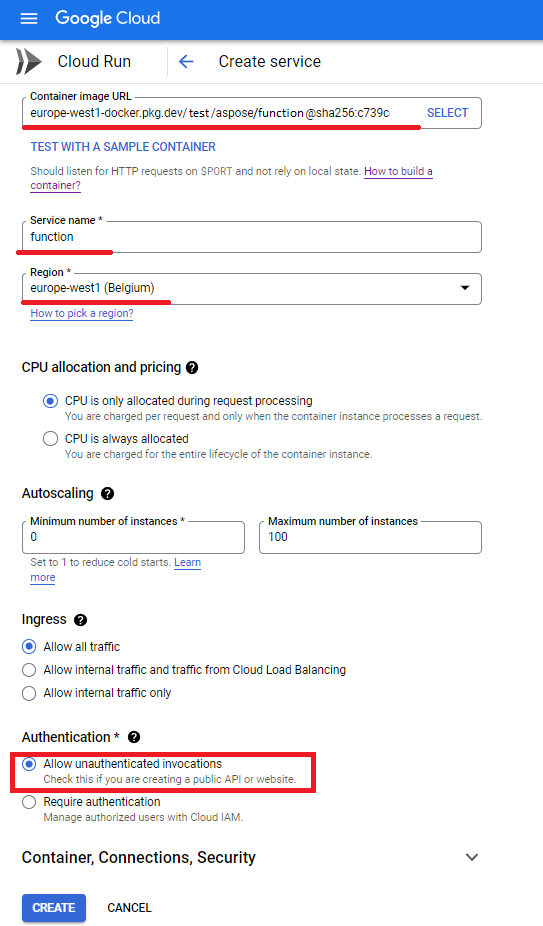 Google Cloud
Cloud Run
Create service
Container image URL
europe-west1-docker.pkg.dev/test/aspose/function@sha256:c739c
SELECT
TEST WITH A SAMPLE CONTAINER
Should listen for HTTP requests on $PORT and not rely on local state. How to build a
container?
Service name *
function
Region *
europe-west1 (Belgium)
How to pick a region?
CPU allocation and pricing ?
CPU is only allocated during request processing
You are charged per request and only when the container instance processes a request.
CPU is always allocated
You are charged for the entire lifecycle of the container instance.
Autoscaling ?
Minimum number of instances *
0
Maximum number of instances
100
Set to 1 to reduce cold starts. Learn
more
Ingress ?
Allow all traffic
Allow internal traffic and traffic from Cloud Load Balancing
Allow internal traffic only
Authentication * ?
Allow unauthenticated invocations
Check this if you are creating a public API or website.
Require authentication
Manage authorized users with Cloud IAM.
Container, Connections, Security
CREATE
CANCEL